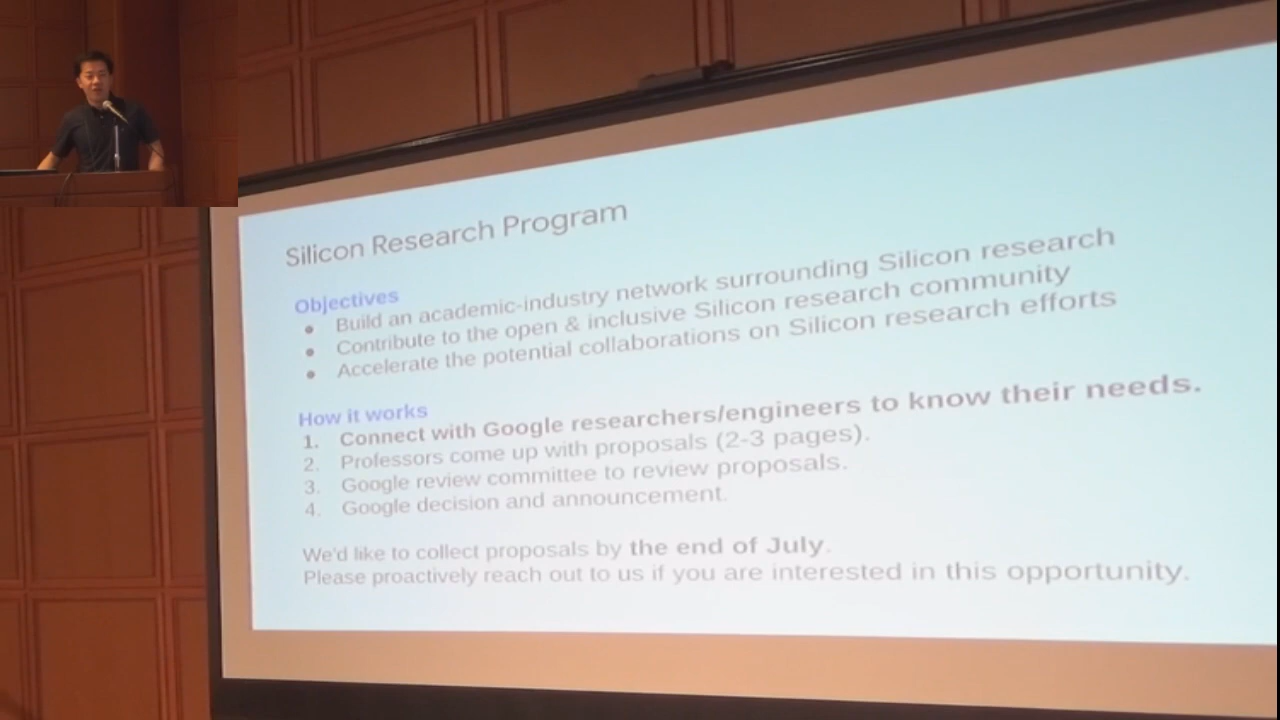 Silicon Research Program
Objectives
● Build an academic-industry network surrounding Silicon research
● Contribute to the open & inclusive Silicon research community
● Accelerate the potential collaborations on Silicon research efforts
How it works
1. Connect with Google researchers/engineers to know their needs.
2. Professors come up with proposals (2-3 pages).
3. Google review committee to review proposals.
4. Google decision and announcement.
We'd like to collect proposals by the end of July.
Please proactively reach out to us if you are interested in this opportunity.